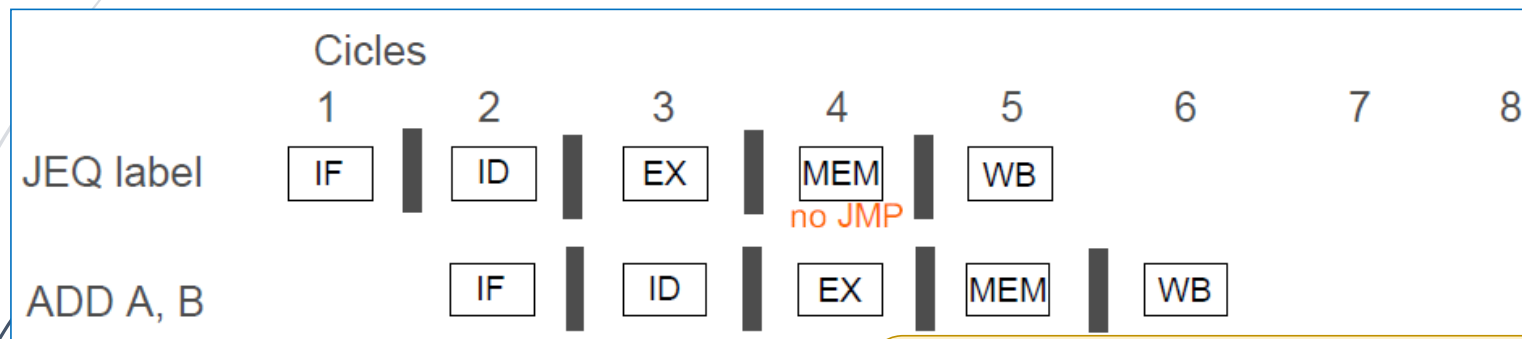 Cicles
1 2 3 4 5 6 7 8
JEQ label IF ID EX MEM WB
no JMP
ADD A, B IF ID EX MEM WB